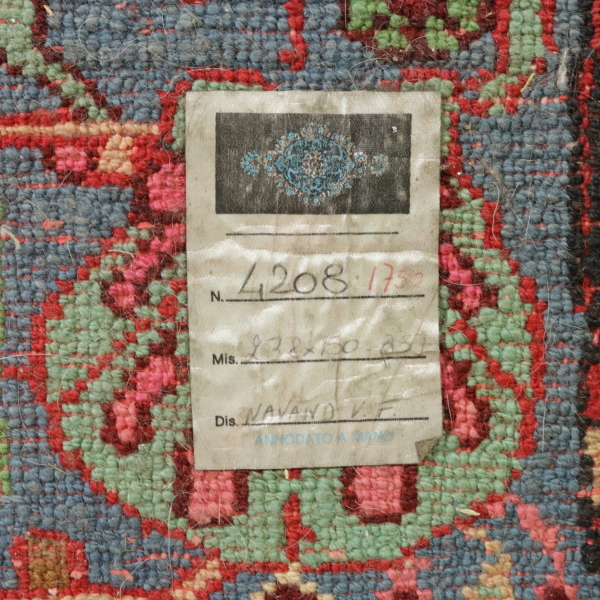 N. 4208 1750
Mis.
Dis. NAVAND V. F.
ANNODATO A MANO